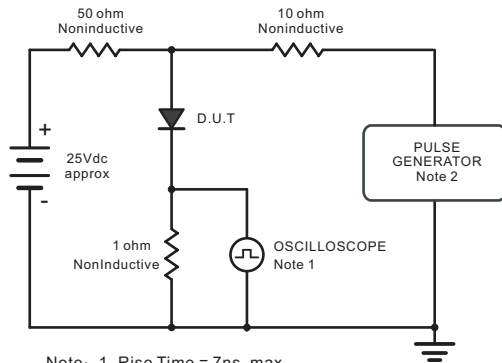 50 ohm
Noninductive
10 ohm
Noninductive
D.U.T
+
25Vdc
approx
-
PULSE
GENERATOR
Note 2
1 ohm
NonInductive
OSCILLOSCOPE
Note 1
Note: 1. Rise Time = 7ns, max.